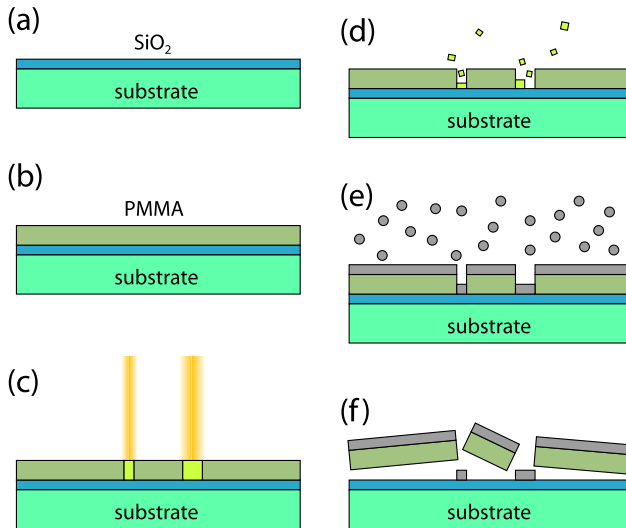 (a)
SiO₂
substrate
(b)
PMMA
substrate
(c)
substrate
(d)
substrate
(e)
substrate
(f)
substrate